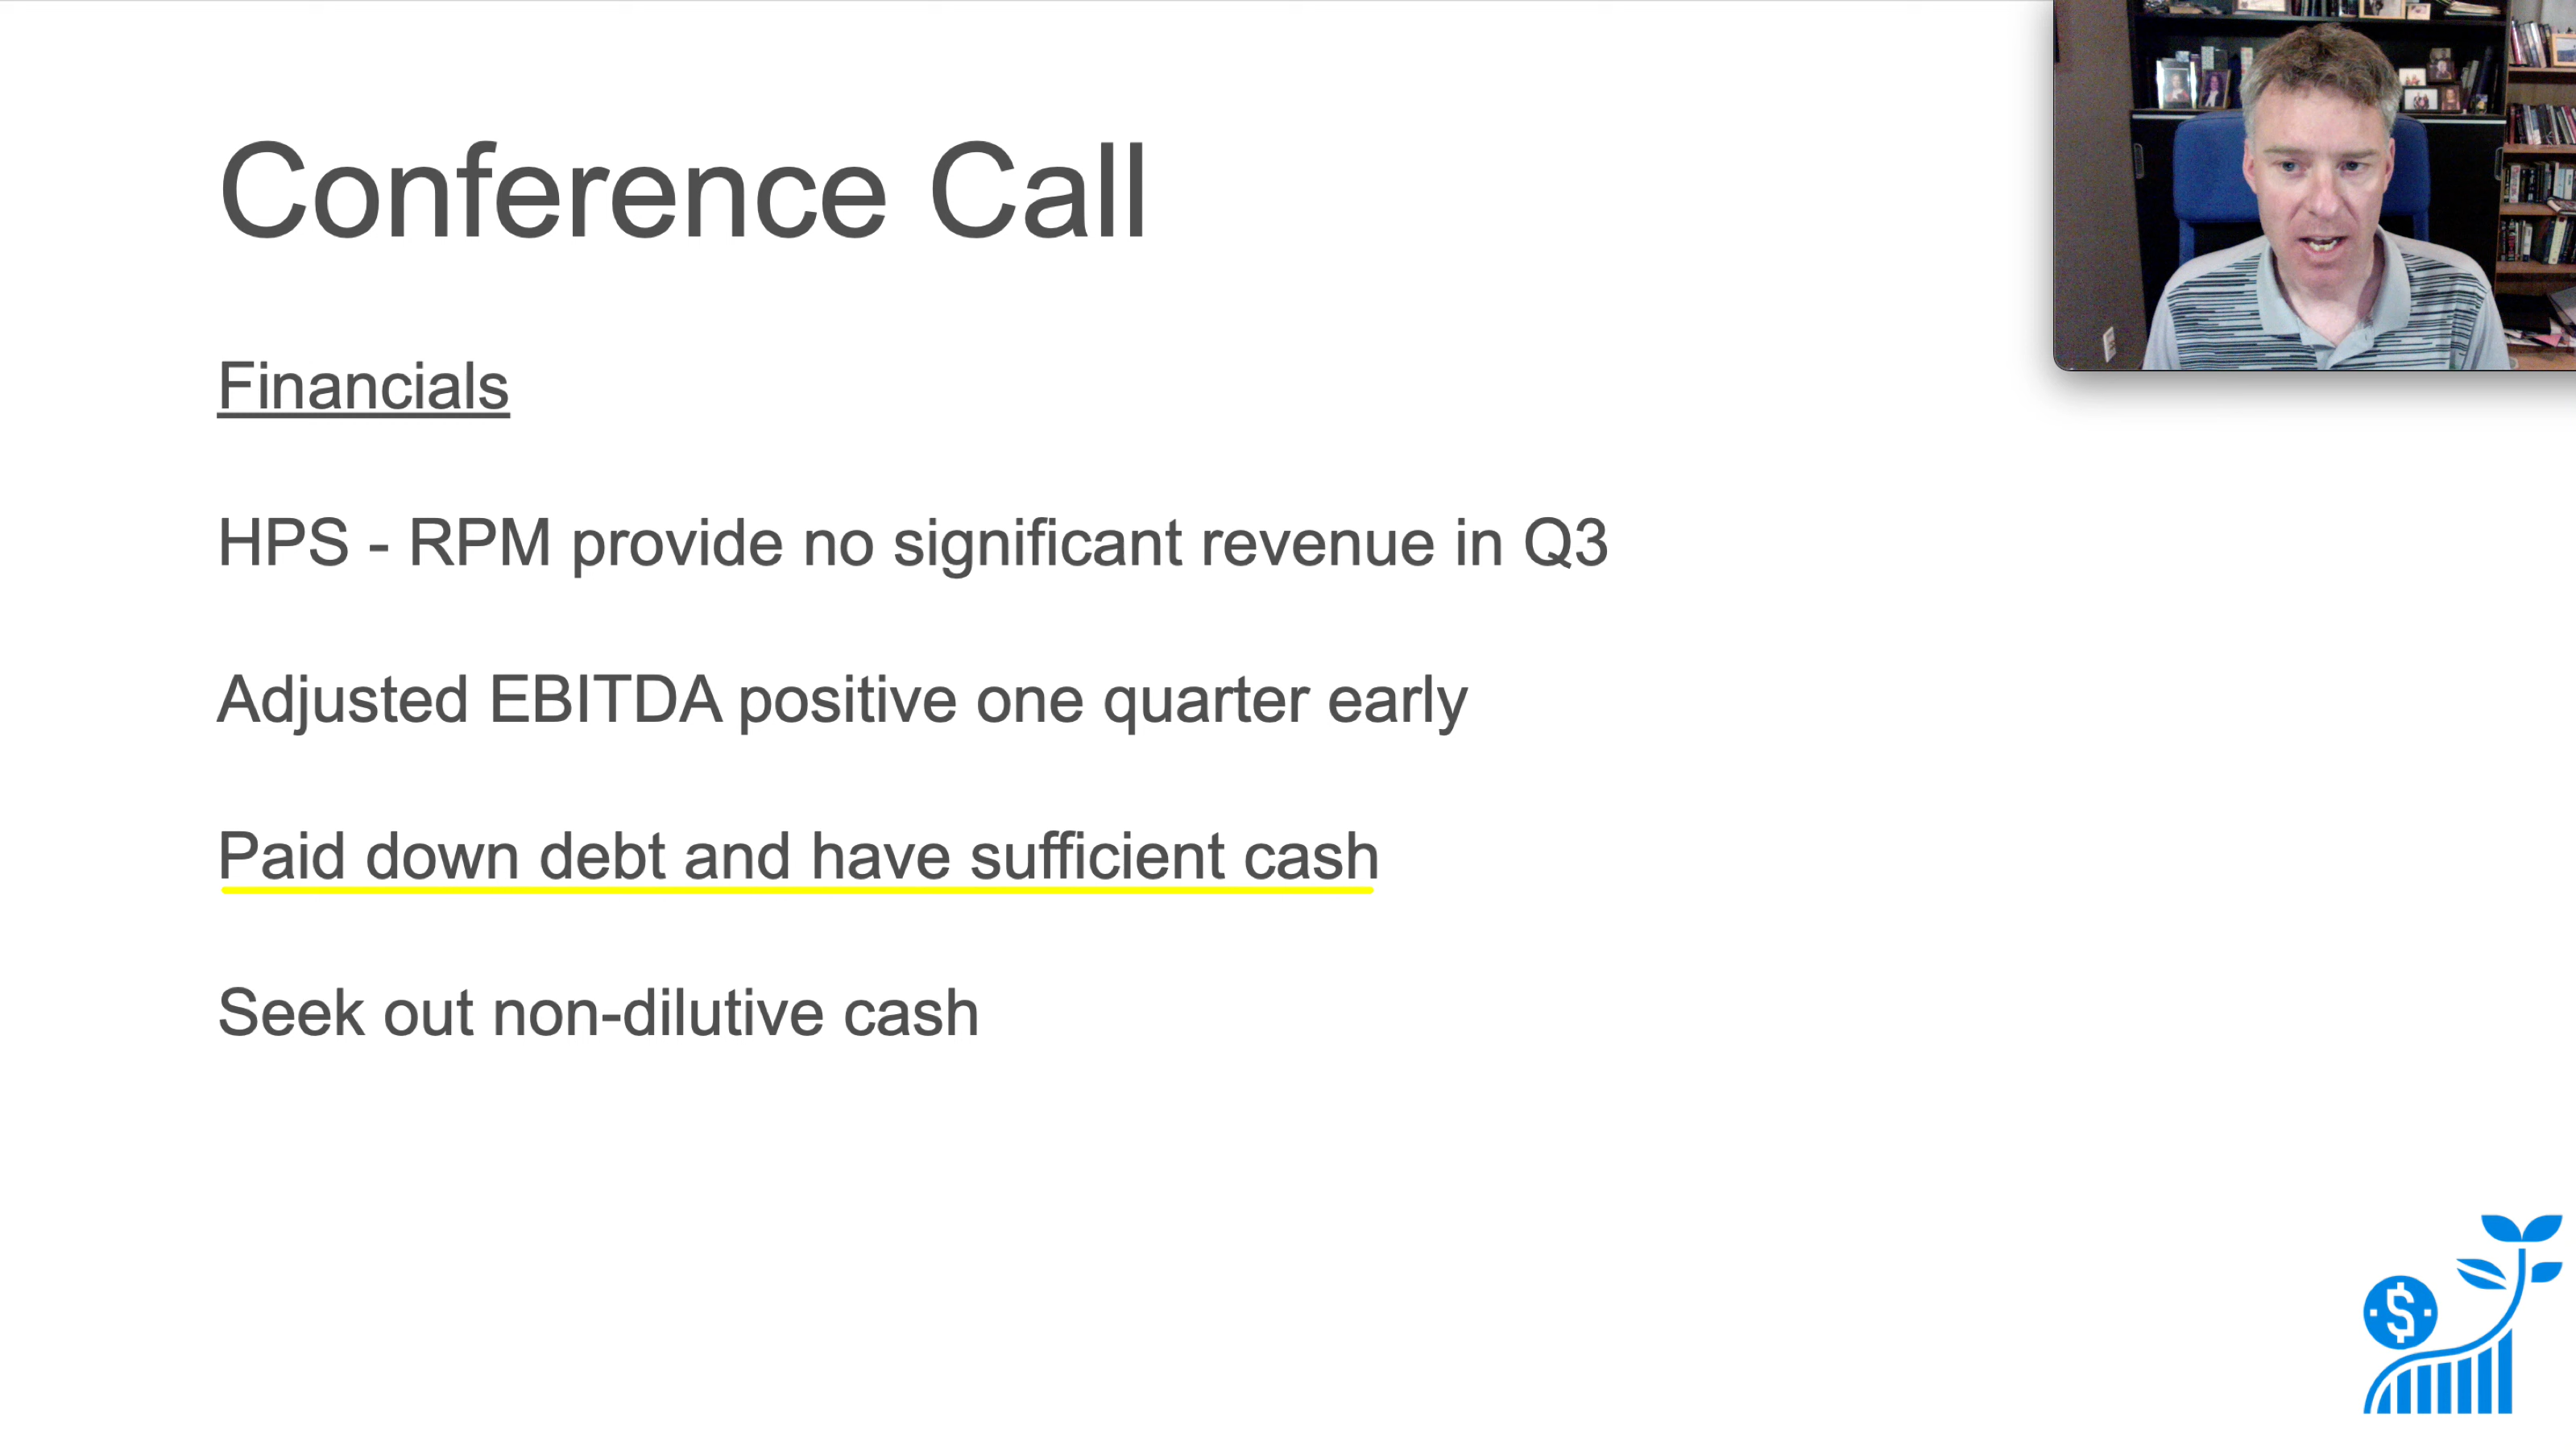 Conference Call
Financials
HPS - RPM provide no significant revenue in Q3
Adjusted EBITDA positive one quarter early
Paid down debt and have sufficient cash
Seek out non-dilutive cash
$